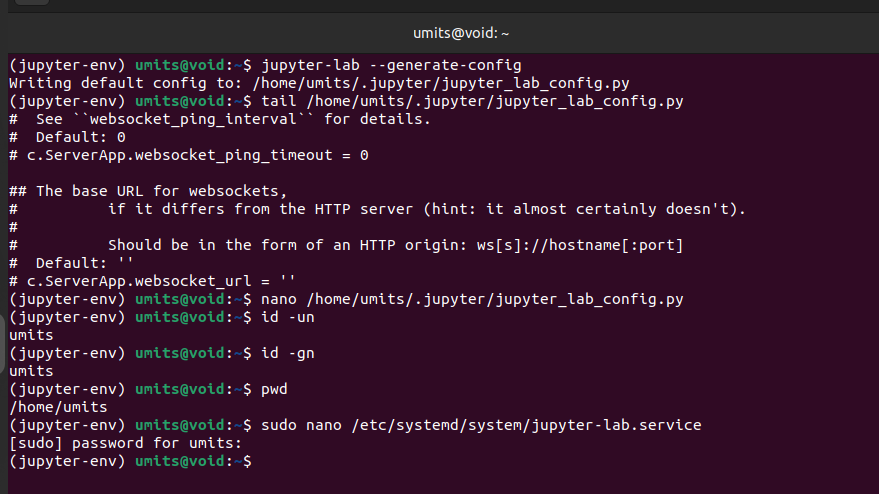 umits@void: ~
(jupyter-env) umits@void:~$ jupyter-lab --generate-config
Writing default config to: /home/umits/.jupyter/jupyter_lab_config.py
(jupyter-env) umits@void:~$ tail /home/umits/.jupyter/jupyter_lab_config.py
#  See ``websocket_ping_interval`` for details.
#  Default: 0
# c.ServerApp.websocket_ping_timeout = 0
## The base URL for websockets,
#          if it differs from the HTTP server (hint: it almost certainly doesn't).
#
#          Should be in the form of an HTTP origin: ws[s]://hostname[:port]
#  Default: ''
# c.ServerApp.websocket_url = ''
(jupyter-env) umits@void:~$ nano /home/umits/.jupyter/jupyter_lab_config.py
(jupyter-env) umits@void:~$ id -un
umits
(jupyter-env) umits@void:~$ id -gn
umits
(jupyter-env) umits@void:~$ pwd
/home/umits
(jupyter-env) umits@void:~$ sudo nano /etc/systemd/system/jupyter-lab.service
[sudo] password for umits:
(jupyter-env) umits@void:~$